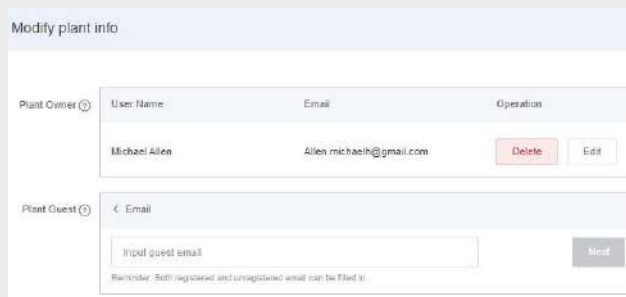 Modify plant info
Plant Owner ?
User Name Email Operation
Michael Allen Allen.michaelh@gmail.com Delete Edit
Plant Guest ?
< Email
Input guest email Next
Reminder: Both registered and unregistered email can be filled in